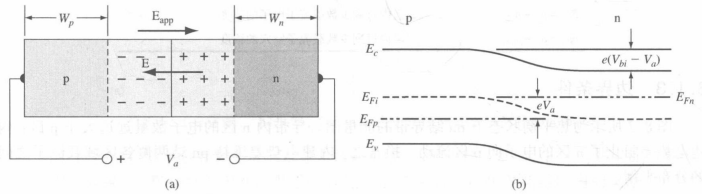 W_p
E_app
W_n
p
E
− − − + + +
− − − + + +
− − − + + +
− − − + + +
n
+ V_a −
(a)
p n
E_c
e(V_bi − V_a)
E_Fi
E_Fn
eV_a
E_Fp
E_v
(b)